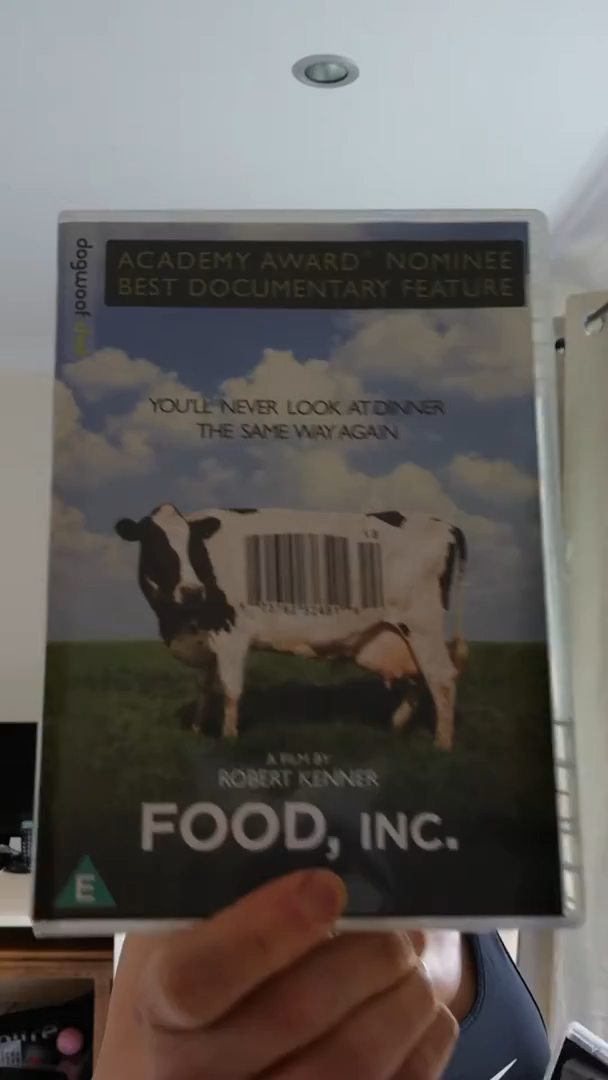 dogwoof
ACADEMY AWARD™ NOMINEE
BEST DOCUMENTARY FEATURE
YOU'LL NEVER LOOK AT DINNER
THE SAME WAY AGAIN
A FILM BY
ROBERT KENNER
FOOD, INC.
E